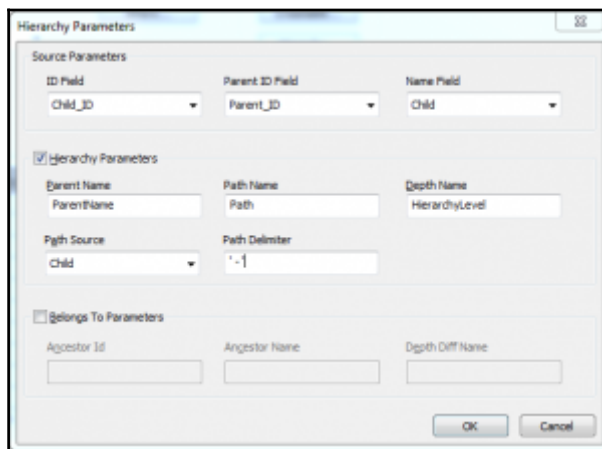 Hierarchy Parameters
Source Parameters
ID Field Parent ID Field Name Field
Child_ID Parent_ID Child
Hierarchy Parameters
Parent Name Path Name Depth Name
ParentName Path HierarchyLevel
Path Source Path Delimiter
Child '-'
Belongs To Parameters
Ancestor Id Ancestor Name Depth Diff Name
OK Cancel